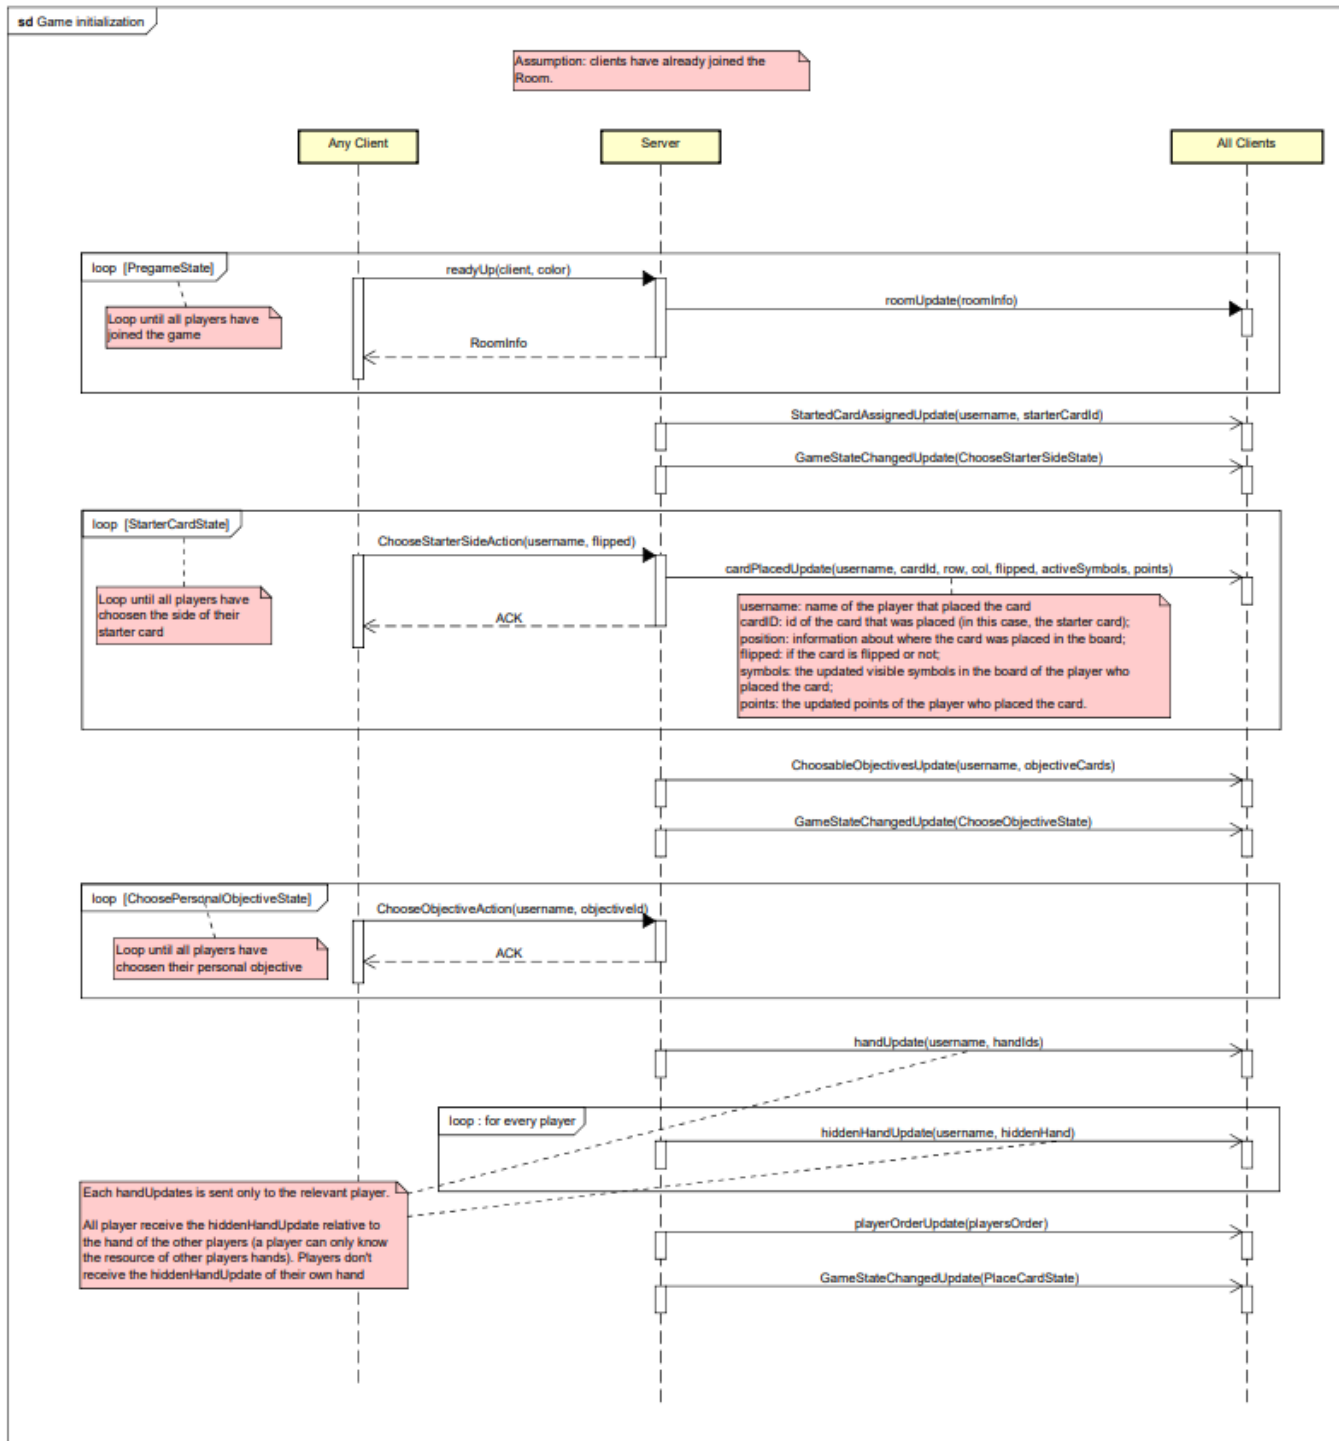 sd Game initialization
Assumption: clients have already joined the
Room.
Any Client
Server
All Clients
loop [PregameState]
readyUp(client, color)
roomUpdate(roomInfo)
Loop until all players have
joined the game
RoomInfo
StartedCardAssignedUpdate(username, starterCardId)
GameStateChangedUpdate(ChooseStarterSideState)
loop [StarterCardState]
ChooseStarterSideAction(username, flipped)
cardPlacedUpdate(username, cardId, row, col, flipped, activeSymbols, points)
Loop until all players have
choosen the side of their
starter card
ACK
username: name of the player that placed the card
cardID: id of the card that was placed (in this case, the starter card);
position: information about where the card was placed in the board;
flipped: if the card is flipped or not;
symbols: the updated visible symbols in the board of the player who
placed the card;
points: the updated points of the player who placed the card.
ChoosableObjectivesUpdate(username, objectiveCards)
GameStateChangedUpdate(ChooseObjectiveState)
loop [ChoosePersonalObjectiveState]
ChooseObjectiveAction(username, objectiveId)
Loop until all players have
choosen their personal objective
ACK
handUpdate(username, handIds)
loop : for every player
hiddenHandUpdate(username, hiddenHand)
Each handUpdates is sent only to the relevant player.
All player receive the hiddenHandUpdate relative to
the hand of the other players (a player can only know
the resource of other players hands). Players don't
receive the hiddenHandUpdate of their own hand
playerOrderUpdate(playersOrder)
GameStateChangedUpdate(PlaceCardState)